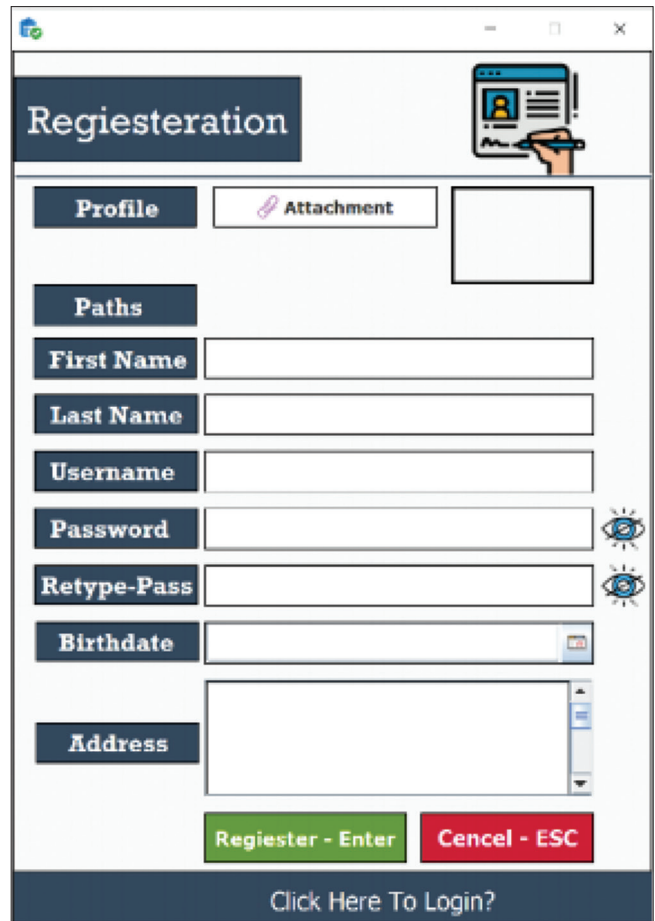 Regiesteration
Profile
Attachment
Paths
First Name
Last Name
Username
Password
Retype-Pass
Birthdate
Address
Regiester - Enter
Cencel - ESC
Click Here To Login?